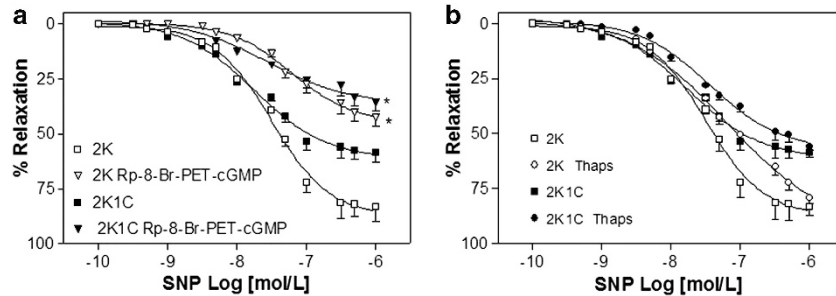 a
% Relaxation
0
25
50
75
100
2K
2K Rp-8-Br-PET-cGMP
2K1C
2K1C Rp-8-Br-PET-cGMP
*
*
-10 -9 -8 -7 -6
SNP Log [mol/L]
b
% Relaxation
0
25
50
75
100
2K
2K Thaps
2K1C
2K1C Thaps
-10 -9 -8 -7 -6
SNP Log [mol/L]